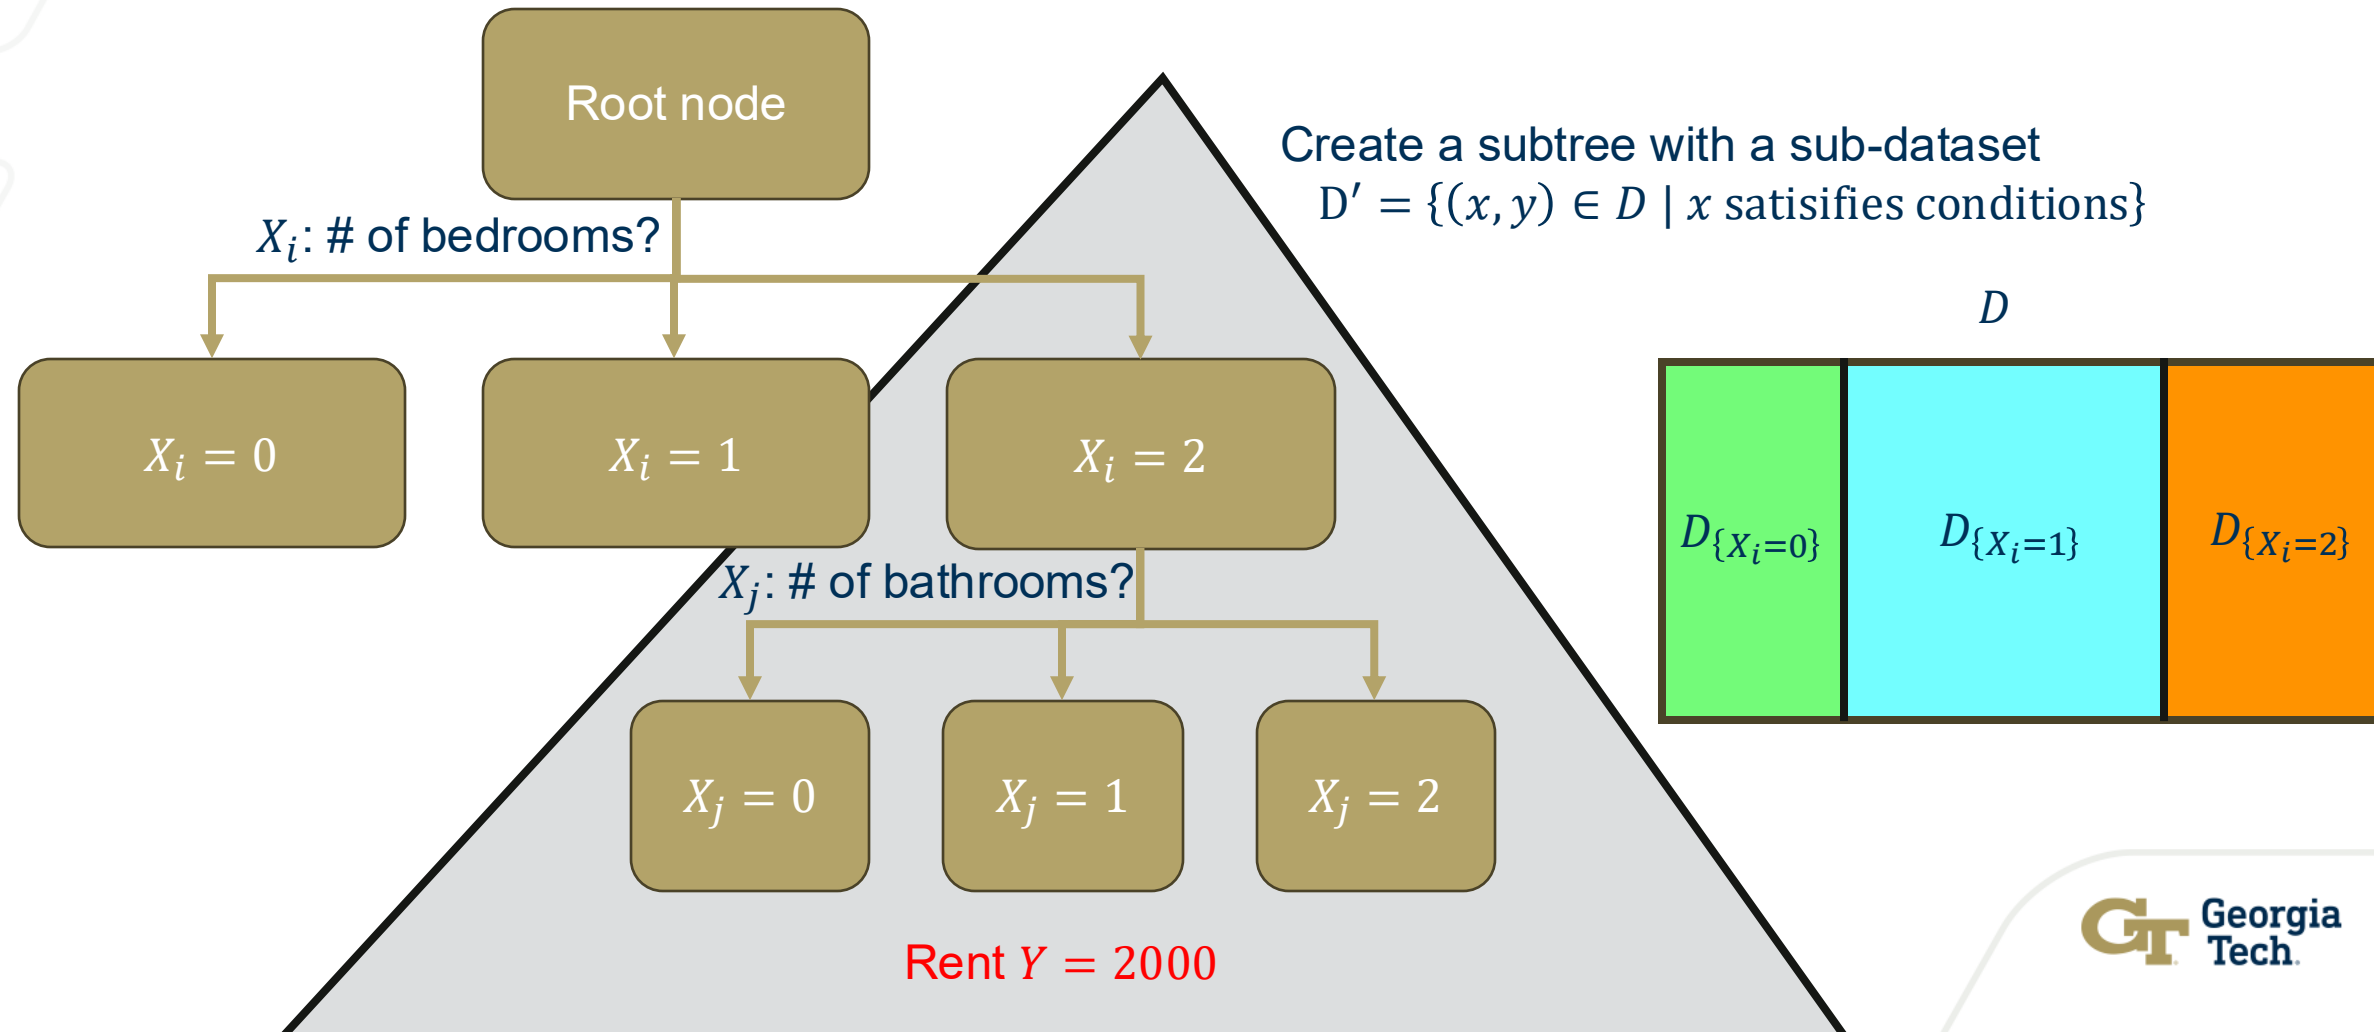 Root node
Create a subtree with a sub-dataset
D′ = {(x, y) ∈ D | x satisifies conditions}
X_i: # of bedrooms?
D
X_i = 0
X_i = 1
X_i = 2
D_{X_i=0}
D_{X_i=1}
D_{X_i=2}
X_j: # of bathrooms?
X_j = 0
X_j = 1
X_j = 2
Rent Y = 2000
GT Georgia
Tech.